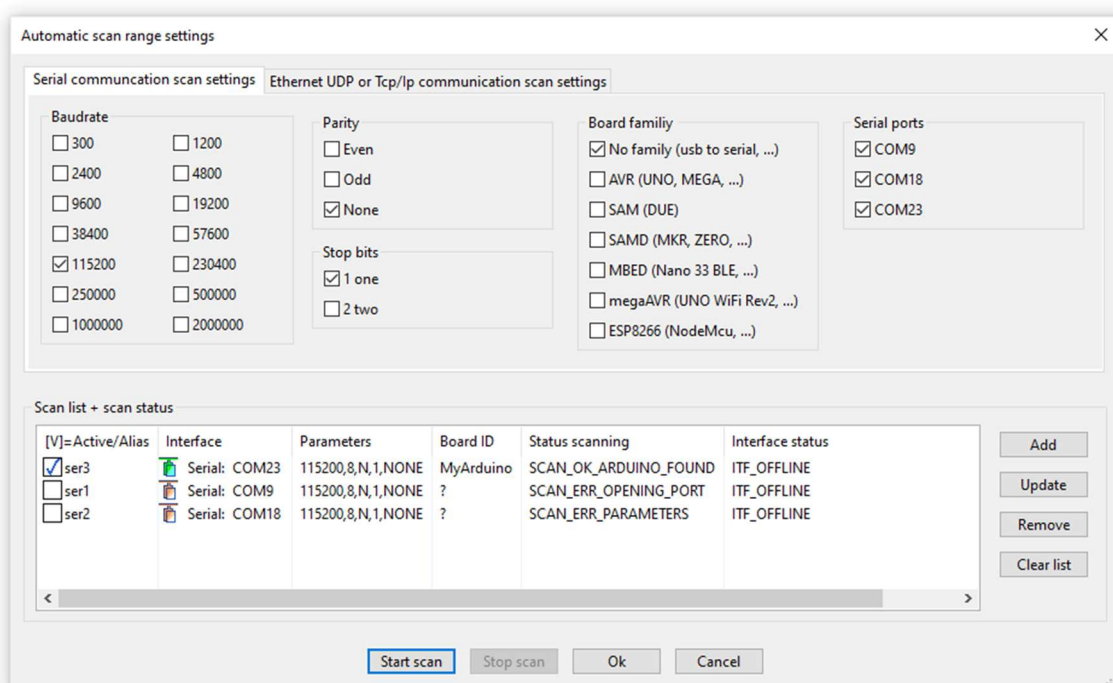 Automatic scan range settings
Serial communcation scan settings
Ethernet UDP or Tcp/Ip communication scan settings
Baudrate
300
1200
2400
4800
9600
19200
38400
57600
115200
230400
250000
500000
1000000
2000000
Parity
Even
Odd
None
Stop bits
1 one
2 two
Board familiy
No family (usb to serial, ...)
AVR (UNO, MEGA, ...)
SAM (DUE)
SAMD (MKR, ZERO, ...)
MBED (Nano 33 BLE, ...)
megaAVR (UNO WiFi Rev2, ...)
ESP8266 (NodeMcu, ...)
Serial ports
COM9
COM18
COM23
Scan list + scan status
[V]=Active/Alias Interface Parameters Board ID Status scanning Interface status
ser3 Serial: COM23 115200,8,N,1,NONE MyArduino SCAN_OK_ARDUINO_FOUND ITF_OFFLINE
ser1 Serial: COM9 115200,8,N,1,NONE ? SCAN_ERR_OPENING_PORT ITF_OFFLINE
ser2 Serial: COM18 115200,8,N,1,NONE ? SCAN_ERR_PARAMETERS ITF_OFFLINE
Add
Update
Remove
Clear list
Start scan
Stop scan
Ok
Cancel